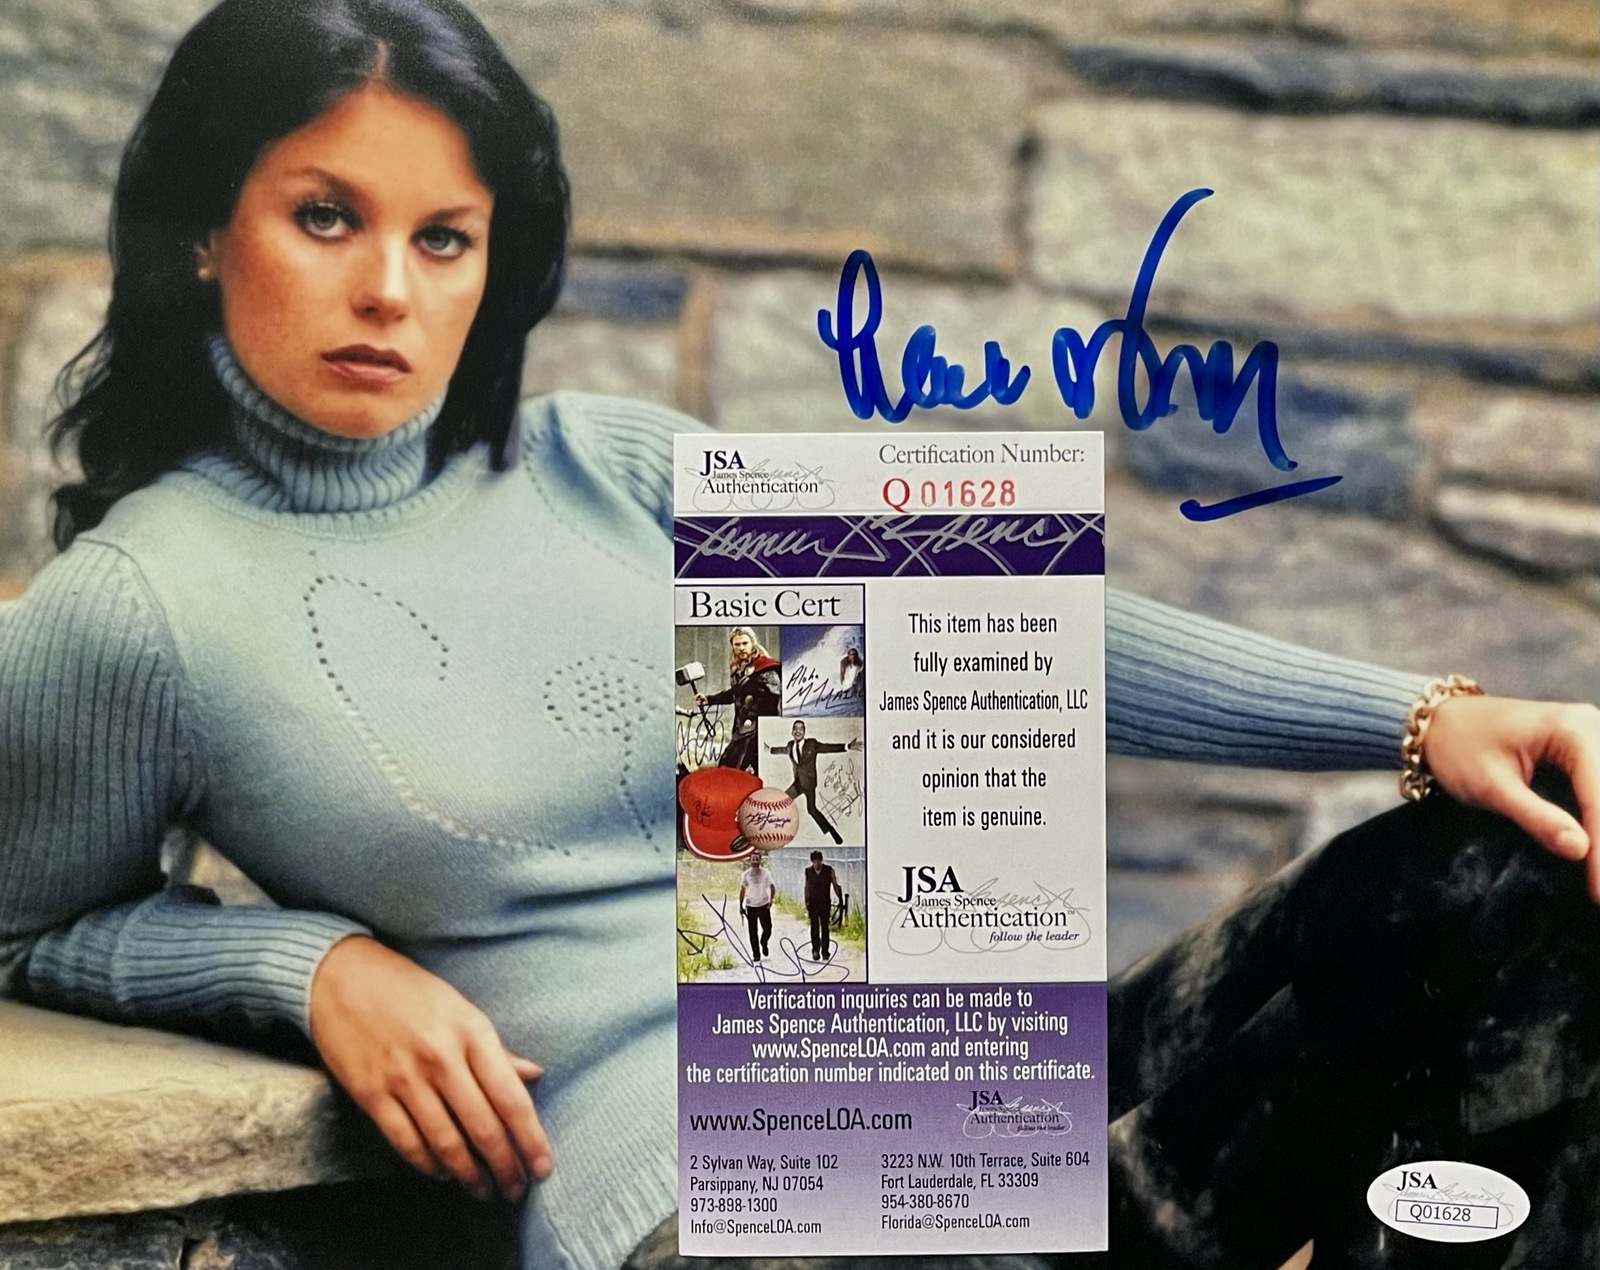 JSA
James Spence
Authentication
Certification Number:
Q 01628
Basic Cert
Aloha
This item has been
fully examined by
James Spence Authentication, LLC
and it is our considered
opinion that the
item is genuine.
JSA
James Spence
Authentication™
follow the leader
Verification inquiries can be made to
James Spence Authentication, LLC by visiting
www.SpenceLOA.com and entering
the certification number indicated on this certificate.
www.SpenceLOA.com
JSA
James Spence
Authentication
follow the leader
2 Sylvan Way, Suite 102
Parsippany, NJ 07054
973-898-1300
Info@SpenceLOA.com
3223 N.W. 10th Terrace, Suite 604
Fort Lauderdale, FL 33309
954-380-8670
Florida@SpenceLOA.com
JSA
Q01628